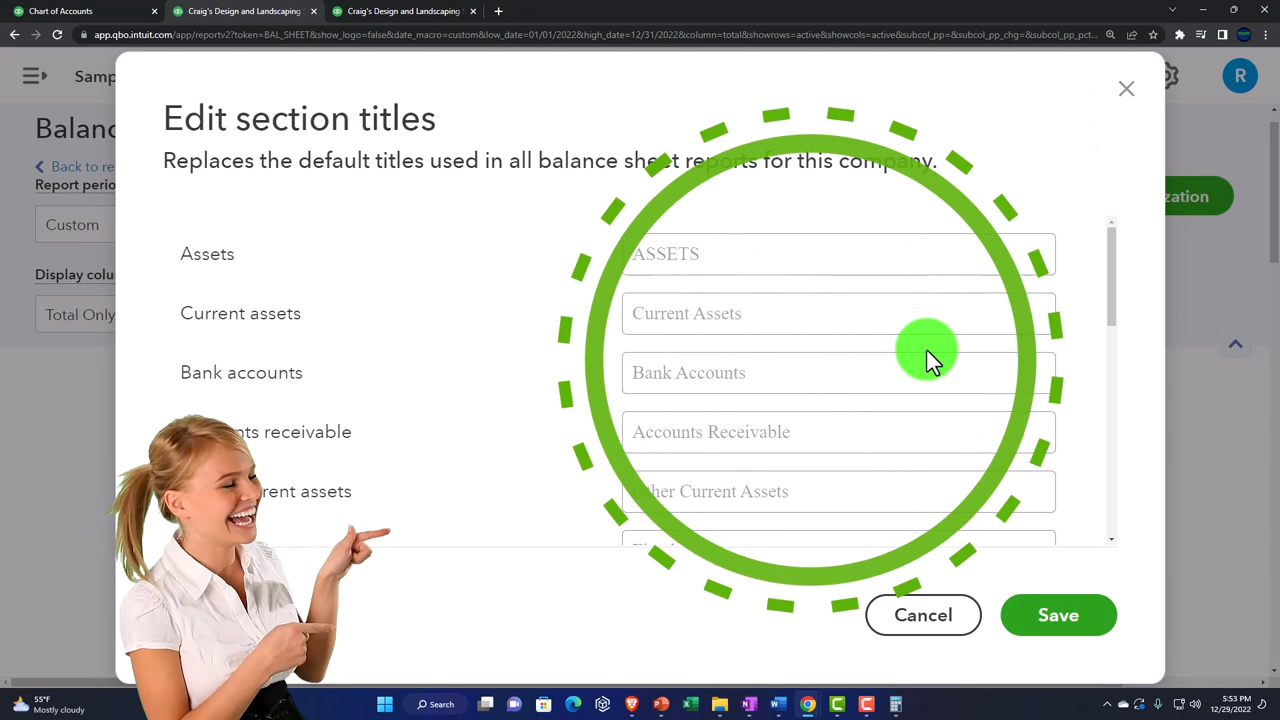 Chart of Accounts
Craig's Design and Landscaping
Craig's Design and Landscaping
app.qbo.intuit.com/app/reportv2?token=BAL_SHEET&show_logo=false&date_macro=custom&low_date=01/01/2022&high_date=12/31/2022&column=total&showrows=active&showcols=active&subcol_pp=&subcol_pp_chg=&subcol_pp_pct...
Samp
R
Balanc
Back to re
Report perio
Custom
zation
Display colu
Total Only
Edit section titles
Replaces the default titles used in all balance sheet reports for this company.
Assets
ASSETS
Current assets
Current Assets
Bank accounts
Bank Accounts
nts receivable
Accounts Receivable
rent assets
Other Current Assets
Cancel
Save
55°F
Mostly cloudy
Search
5:53 PM
12/29/2022